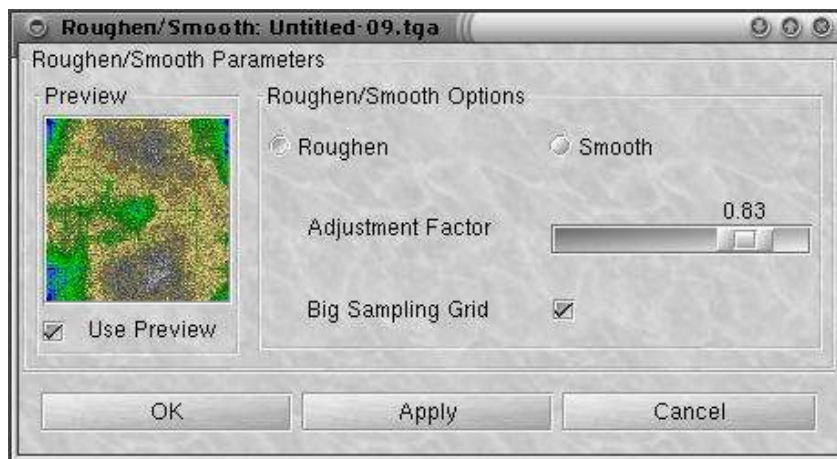 Roughen/Smooth: Untitled-09.tga
Roughen/Smooth Parameters
Preview
Use Preview
Roughen/Smooth Options
Roughen
Smooth
Adjustment Factor
0.83
Big Sampling Grid
OK
Apply
Cancel